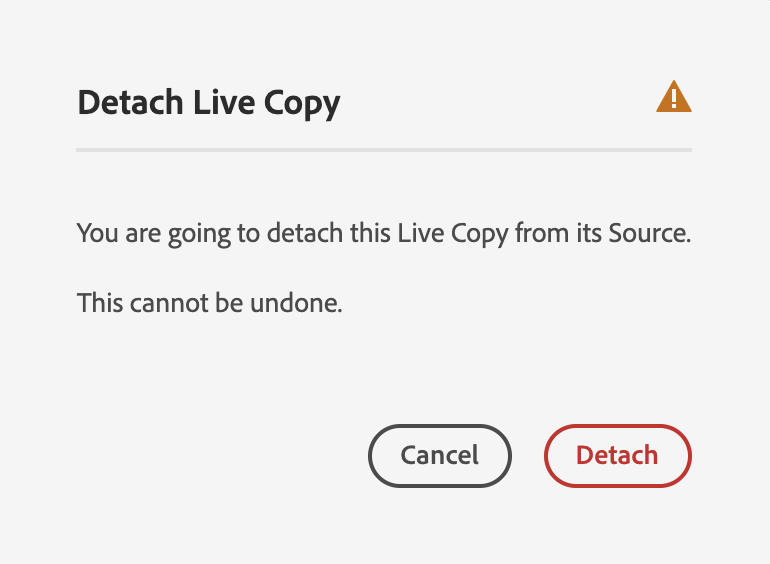 Detach Live Copy
You are going to detach this Live Copy from its Source.
This cannot be undone.
Cancel
Detach